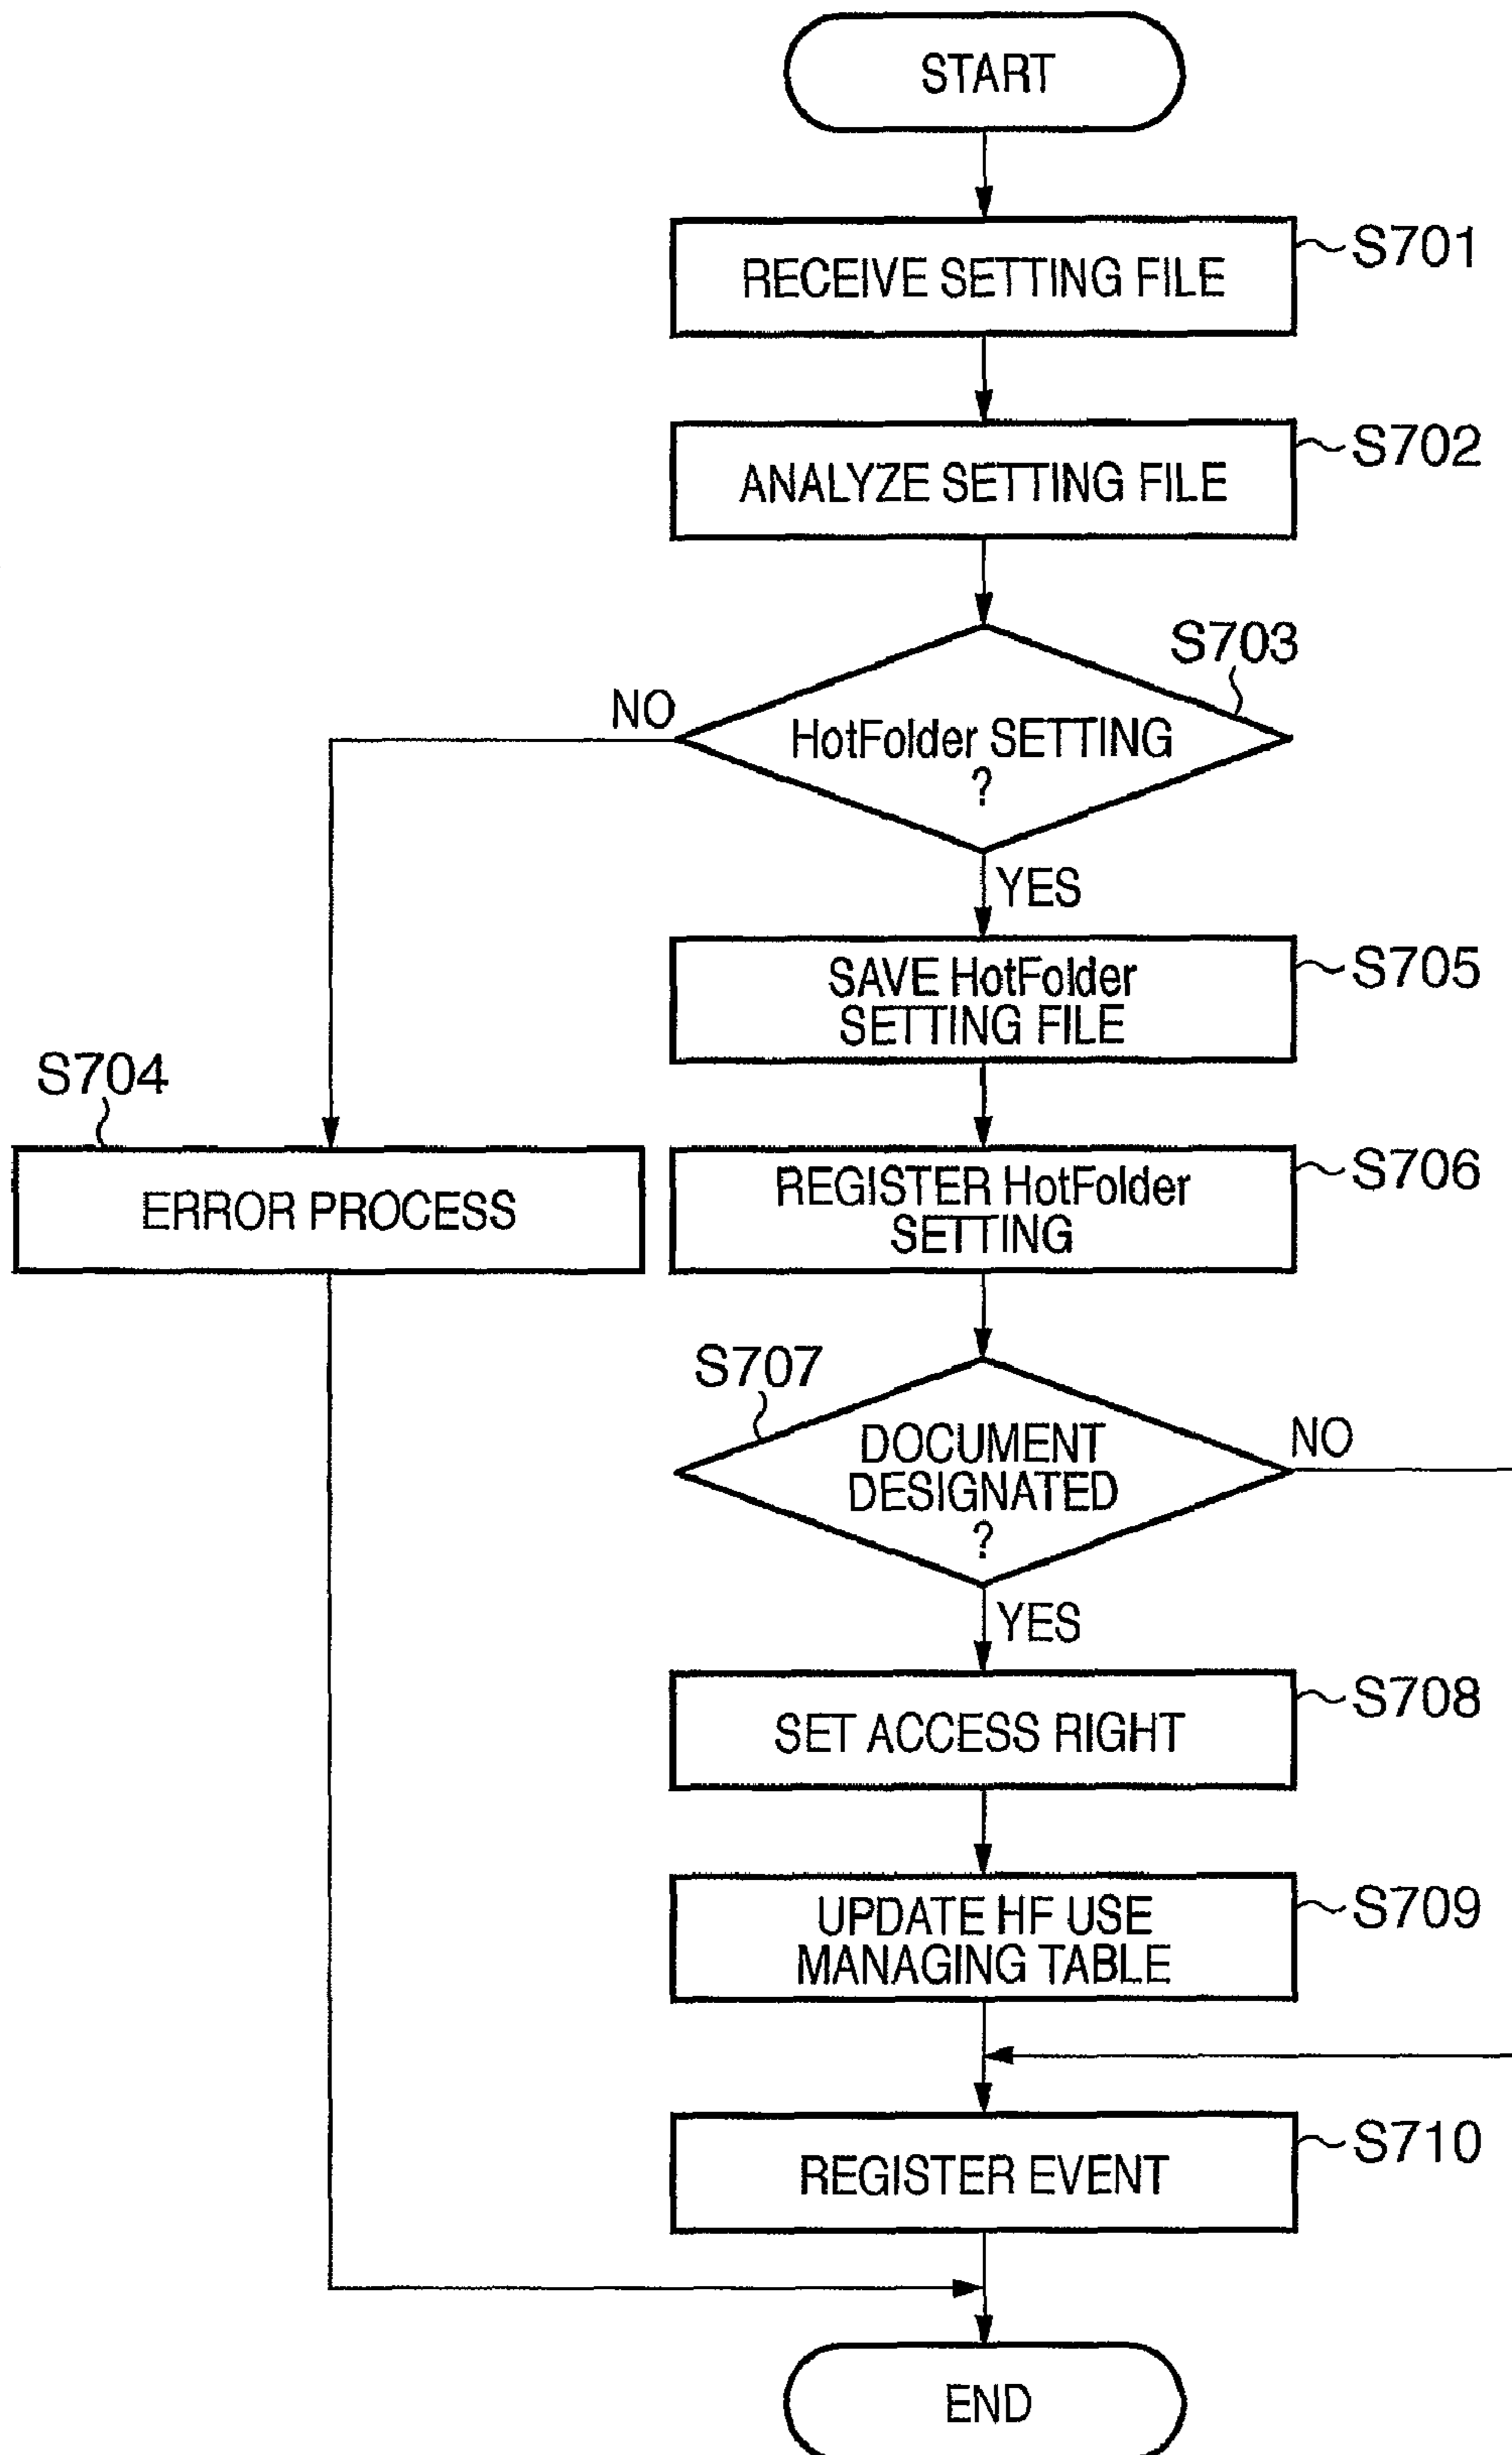 START
RECEIVE SETTING FILE
S701
ANALYZE SETTING FILE
S702
S703
NO
HotFolder SETTING
?
YES
SAVE HotFolder
SETTING FILE
S705
S704
ERROR PROCESS
REGISTER HotFolder
SETTING
S706
S707
DOCUMENT
DESIGNATED
?
NO
YES
SET ACCESS RIGHT
S708
UPDATE HF USE
MANAGING TABLE
S709
REGISTER EVENT
S710
END